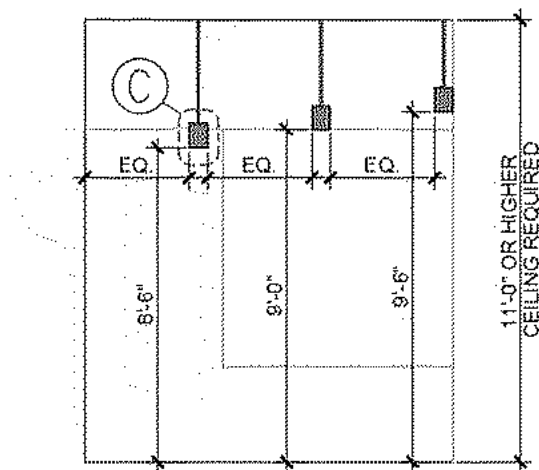 C
EQ.
EQ.
EQ.
8'-6"
9'-0"
9'-6"
11'-0" OR HIGHER
CEILING REQUIRED